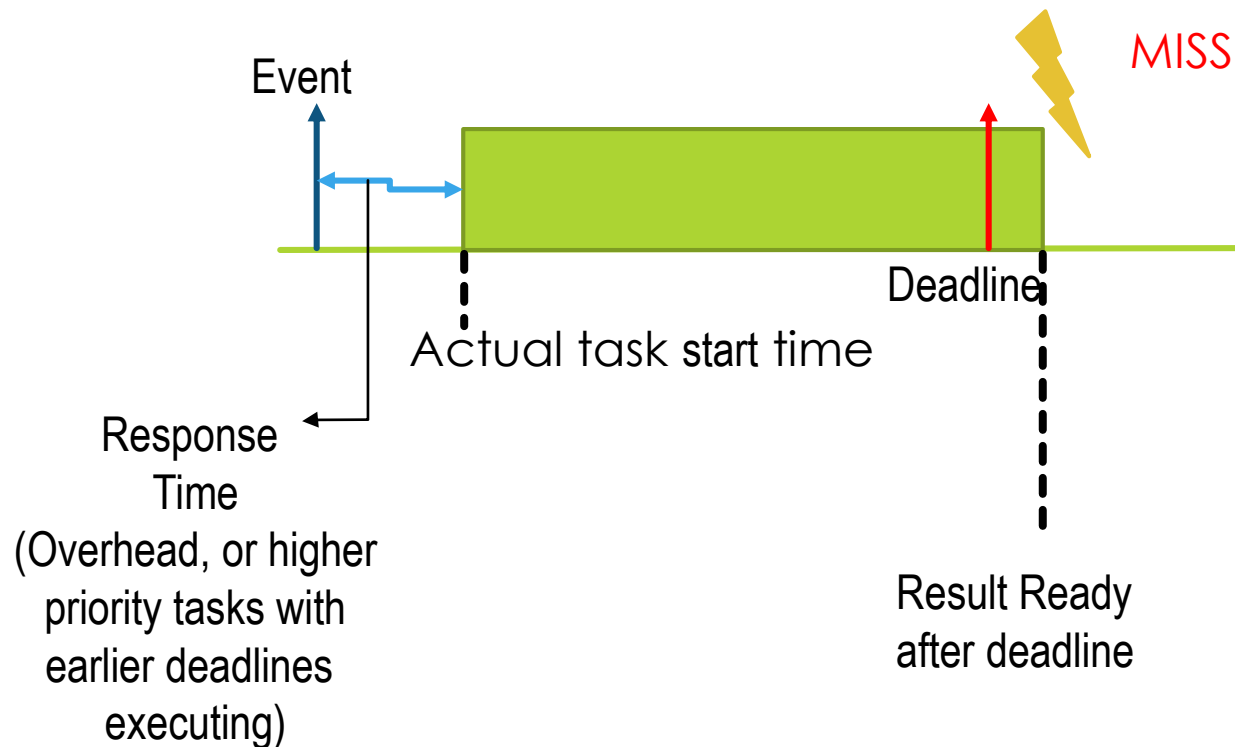 MISS
Event
Deadline
Actual task start time
Response
Time
(Overhead, or higher
priority tasks with
earlier deadlines
executing)
Result Ready
after deadline